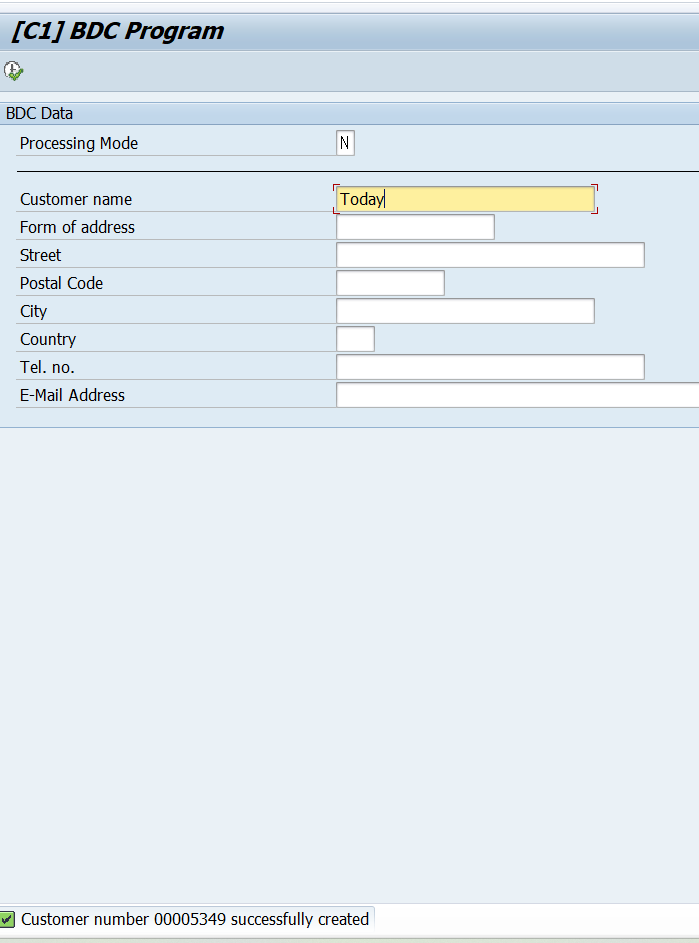 [C1] BDC Program
BDC Data
Processing Mode N
Customer name Today
Form of address
Street
Postal Code
City
Country
Tel. no.
E-Mail Address
Customer number 00005349 successfully created